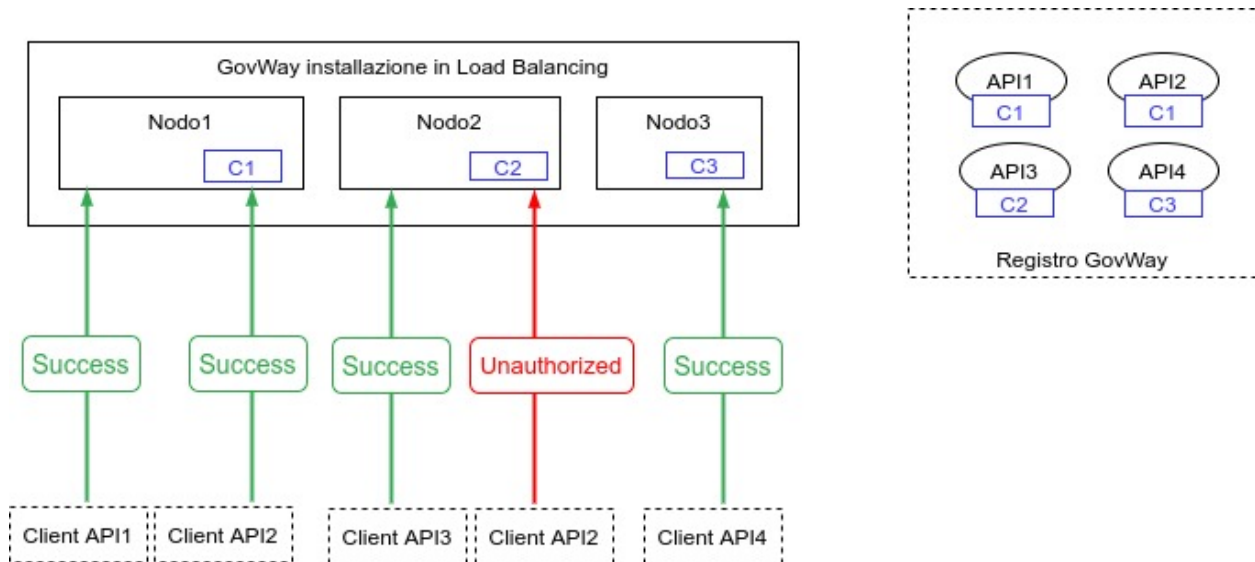 GovWay installazione in Load Balancing
Nodo1
C1
Nodo2
C2
Nodo3
C3
API1
C1
API2
C1
API3
C2
API4
C3
Registro GovWay
Success
Success
Success
Unauthorized
Success
Client API1
Client API2
Client API3
Client API2
Client API4